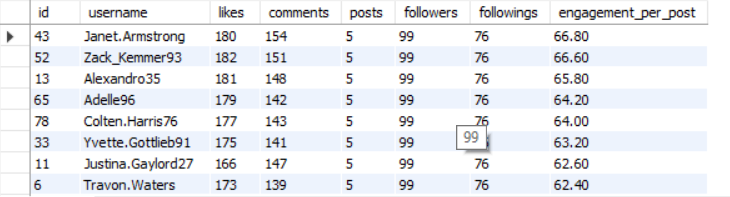 id username likes comments posts followers followings engagement_per_post
43 Janet.Armstrong 180 154 5 99 76 66.80
52 Zack_Kemmer93 182 151 5 99 76 66.60
13 Alexandro35 181 148 5 99 76 65.80
65 Adelle96 179 142 5 99 76 64.20
78 Colten.Harris76 177 143 5 99 76 64.00
33 Yvette.Gottlieb91 175 141 5 99 99 63.20
11 Justina.Gaylord27 166 147 5 99 76 62.60
6 Travon.Waters 173 139 5 99 76 62.40